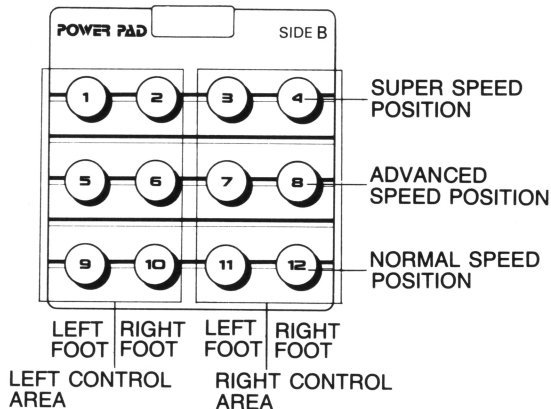 POWER PAD
SIDE B
1 2 3 4
SUPER SPEED
POSITION
5 6 7 8
ADVANCED
SPEED POSITION
9 10 11 12
NORMAL SPEED
POSITION
LEFT FOOT
RIGHT FOOT
LEFT FOOT
RIGHT FOOT
LEFT CONTROL
AREA
RIGHT CONTROL
AREA